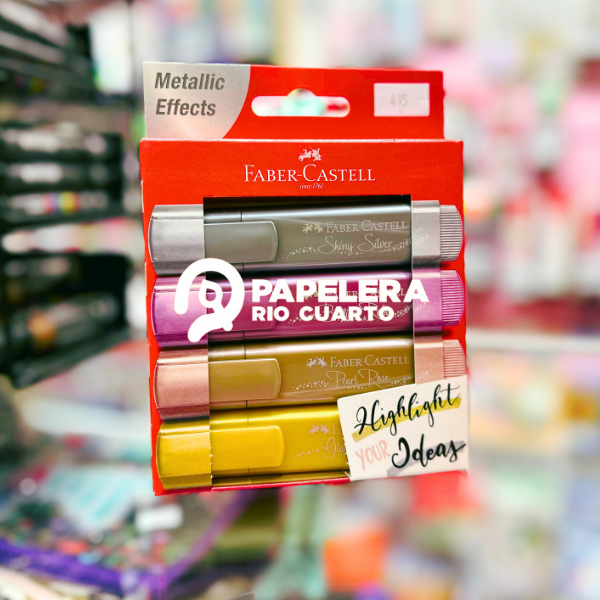 Metallic
Effects
415
FABER-CASTELL
since 1761
FABER-CASTELL
Shiny Silver
PAPELERA
RIO CUARTO
FABER-CASTELL
Pearl Rose
Highlight
YOUR
Ideas